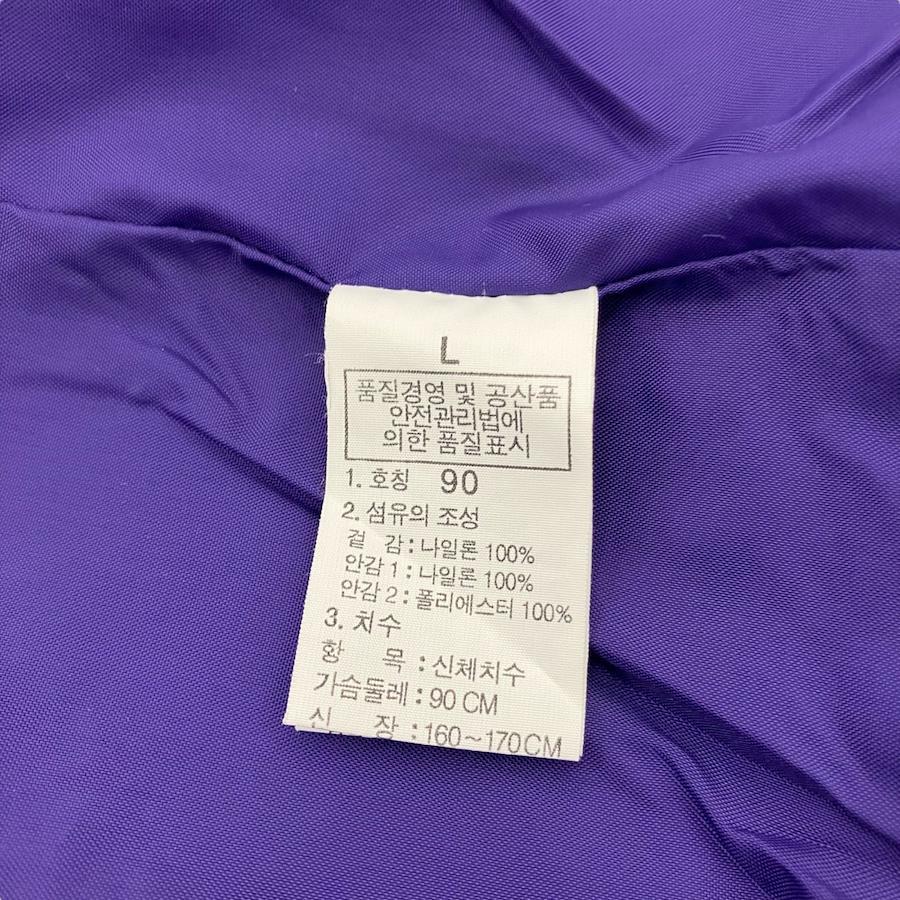 L
품질경영 및 공산품
안전관리법에
의한 품질표시
1. 호칭 90
2. 섬유의 조성
겉 감 : 나일론 100%
안감 1 : 나일론 100%
안감 2 : 폴리에스터 100%
3. 치수
항 목 : 신체치수
가슴둘레 : 90 CM
신 장 : 160~170CM